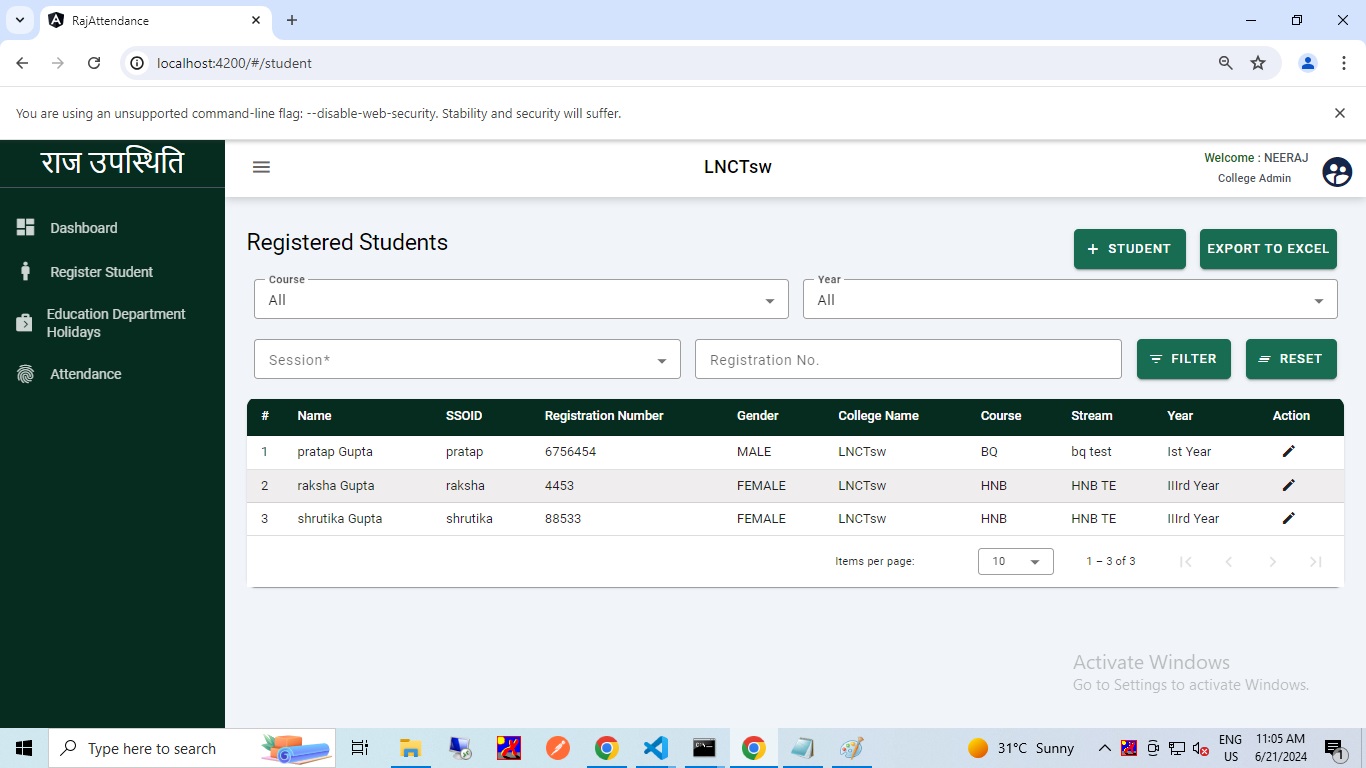 RajAttendance
localhost:4200/#/student
You are using an unsupported command-line flag: --disable-web-security. Stability and security will suffer.
राज उपस्थिति
LNCTsw
Welcome : NEERAJ
College Admin
Dashboard
Register Student
Education Department
Holidays
Attendance
Registered Students
+ STUDENT
EXPORT TO EXCEL
Course
All
Year
All
Session*
Registration No.
FILTER
RESET
# Name SSOID Registration Number Gender College Name Course Stream Year Action
1 pratap Gupta pratap 6756454 MALE LNCTsw BQ bq test Ist Year
2 raksha Gupta raksha 4453 FEMALE LNCTsw HNB HNB TE IIIrd Year
3 shrutika Gupta shrutika 88533 FEMALE LNCTsw HNB HNB TE IIIrd Year
Items per page: 10 1 – 3 of 3
Activate Windows
Go to Settings to activate Windows.
Type here to search
31°C Sunny
ENG
US
11:05 AM
6/21/2024
1